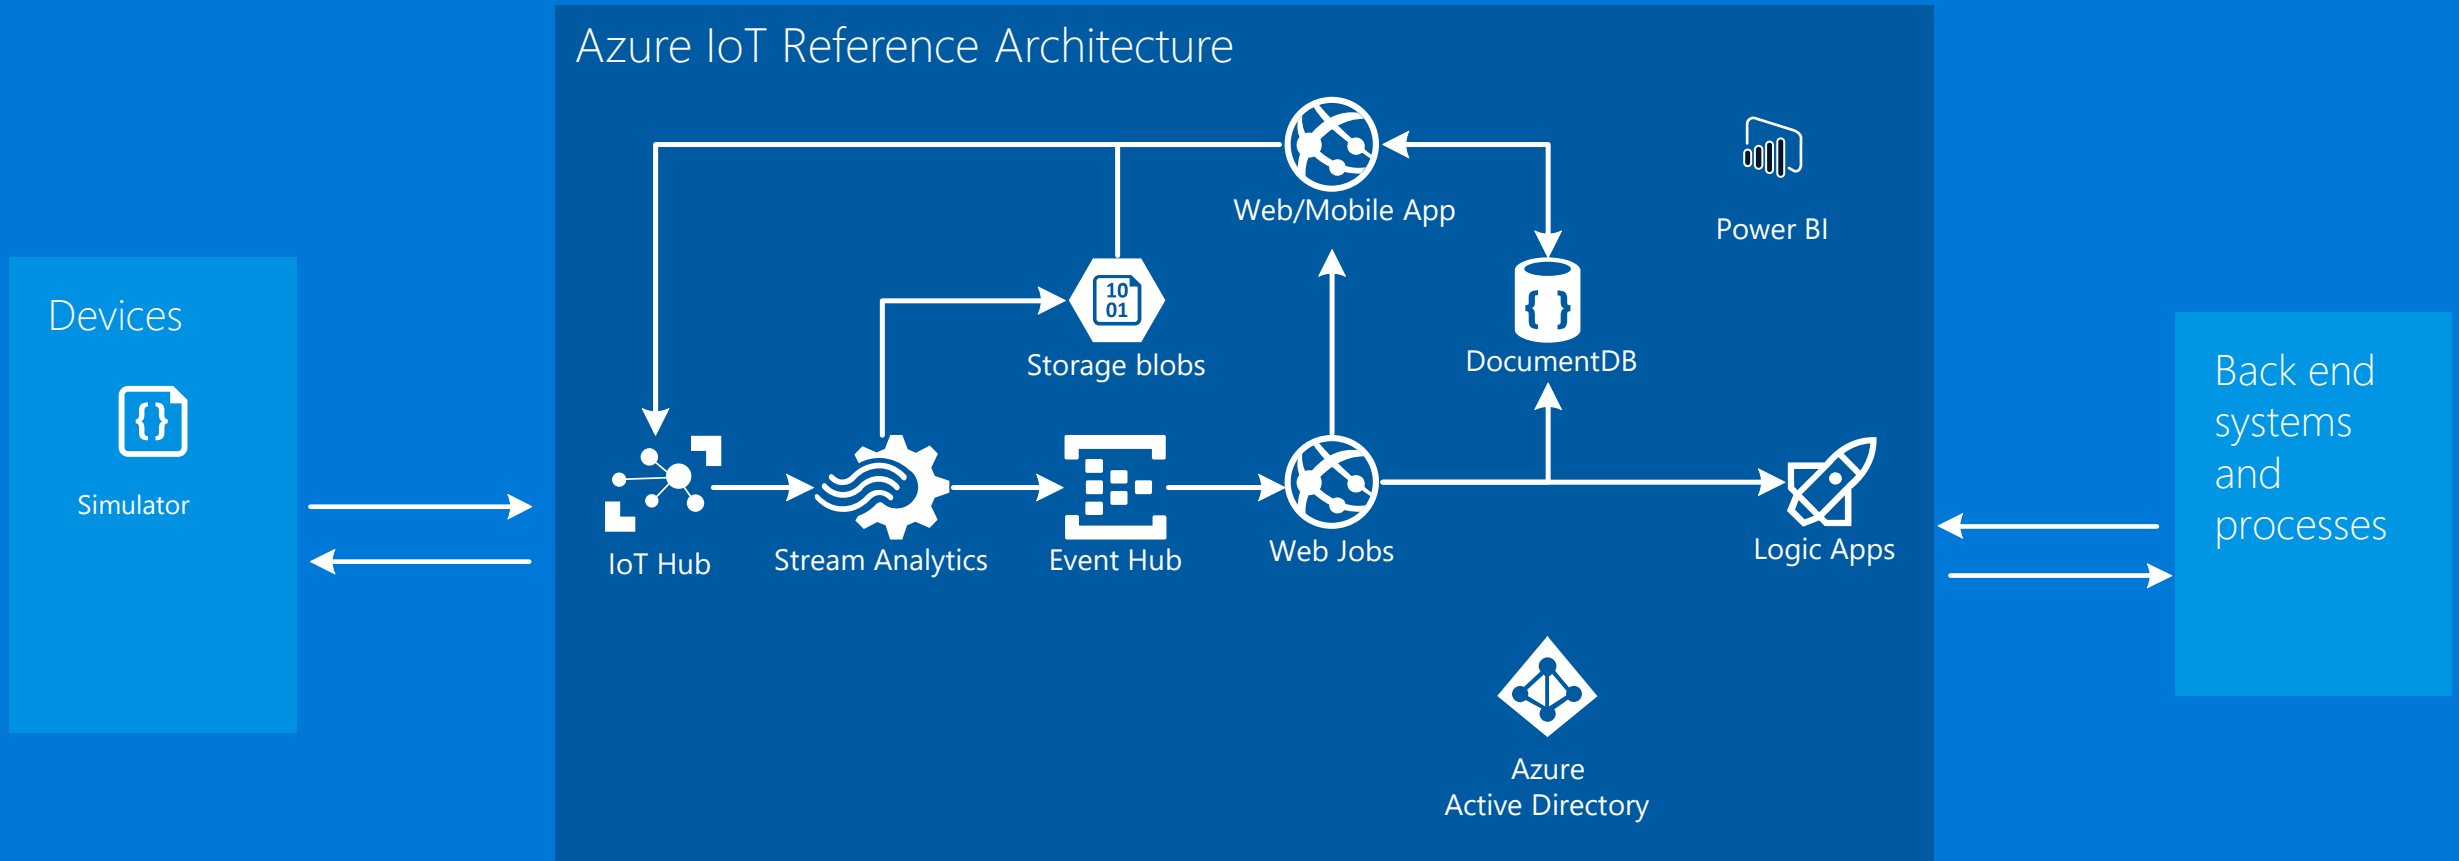 Azure IoT Reference Architecture
Web/Mobile App
Power BI
Devices
10
01
{ }
Storage blobs
DocumentDB
{}
Simulator
Back end
systems
and
processes
IoT Hub
Stream Analytics
Event Hub
Web Jobs
Logic Apps
Azure
Active Directory